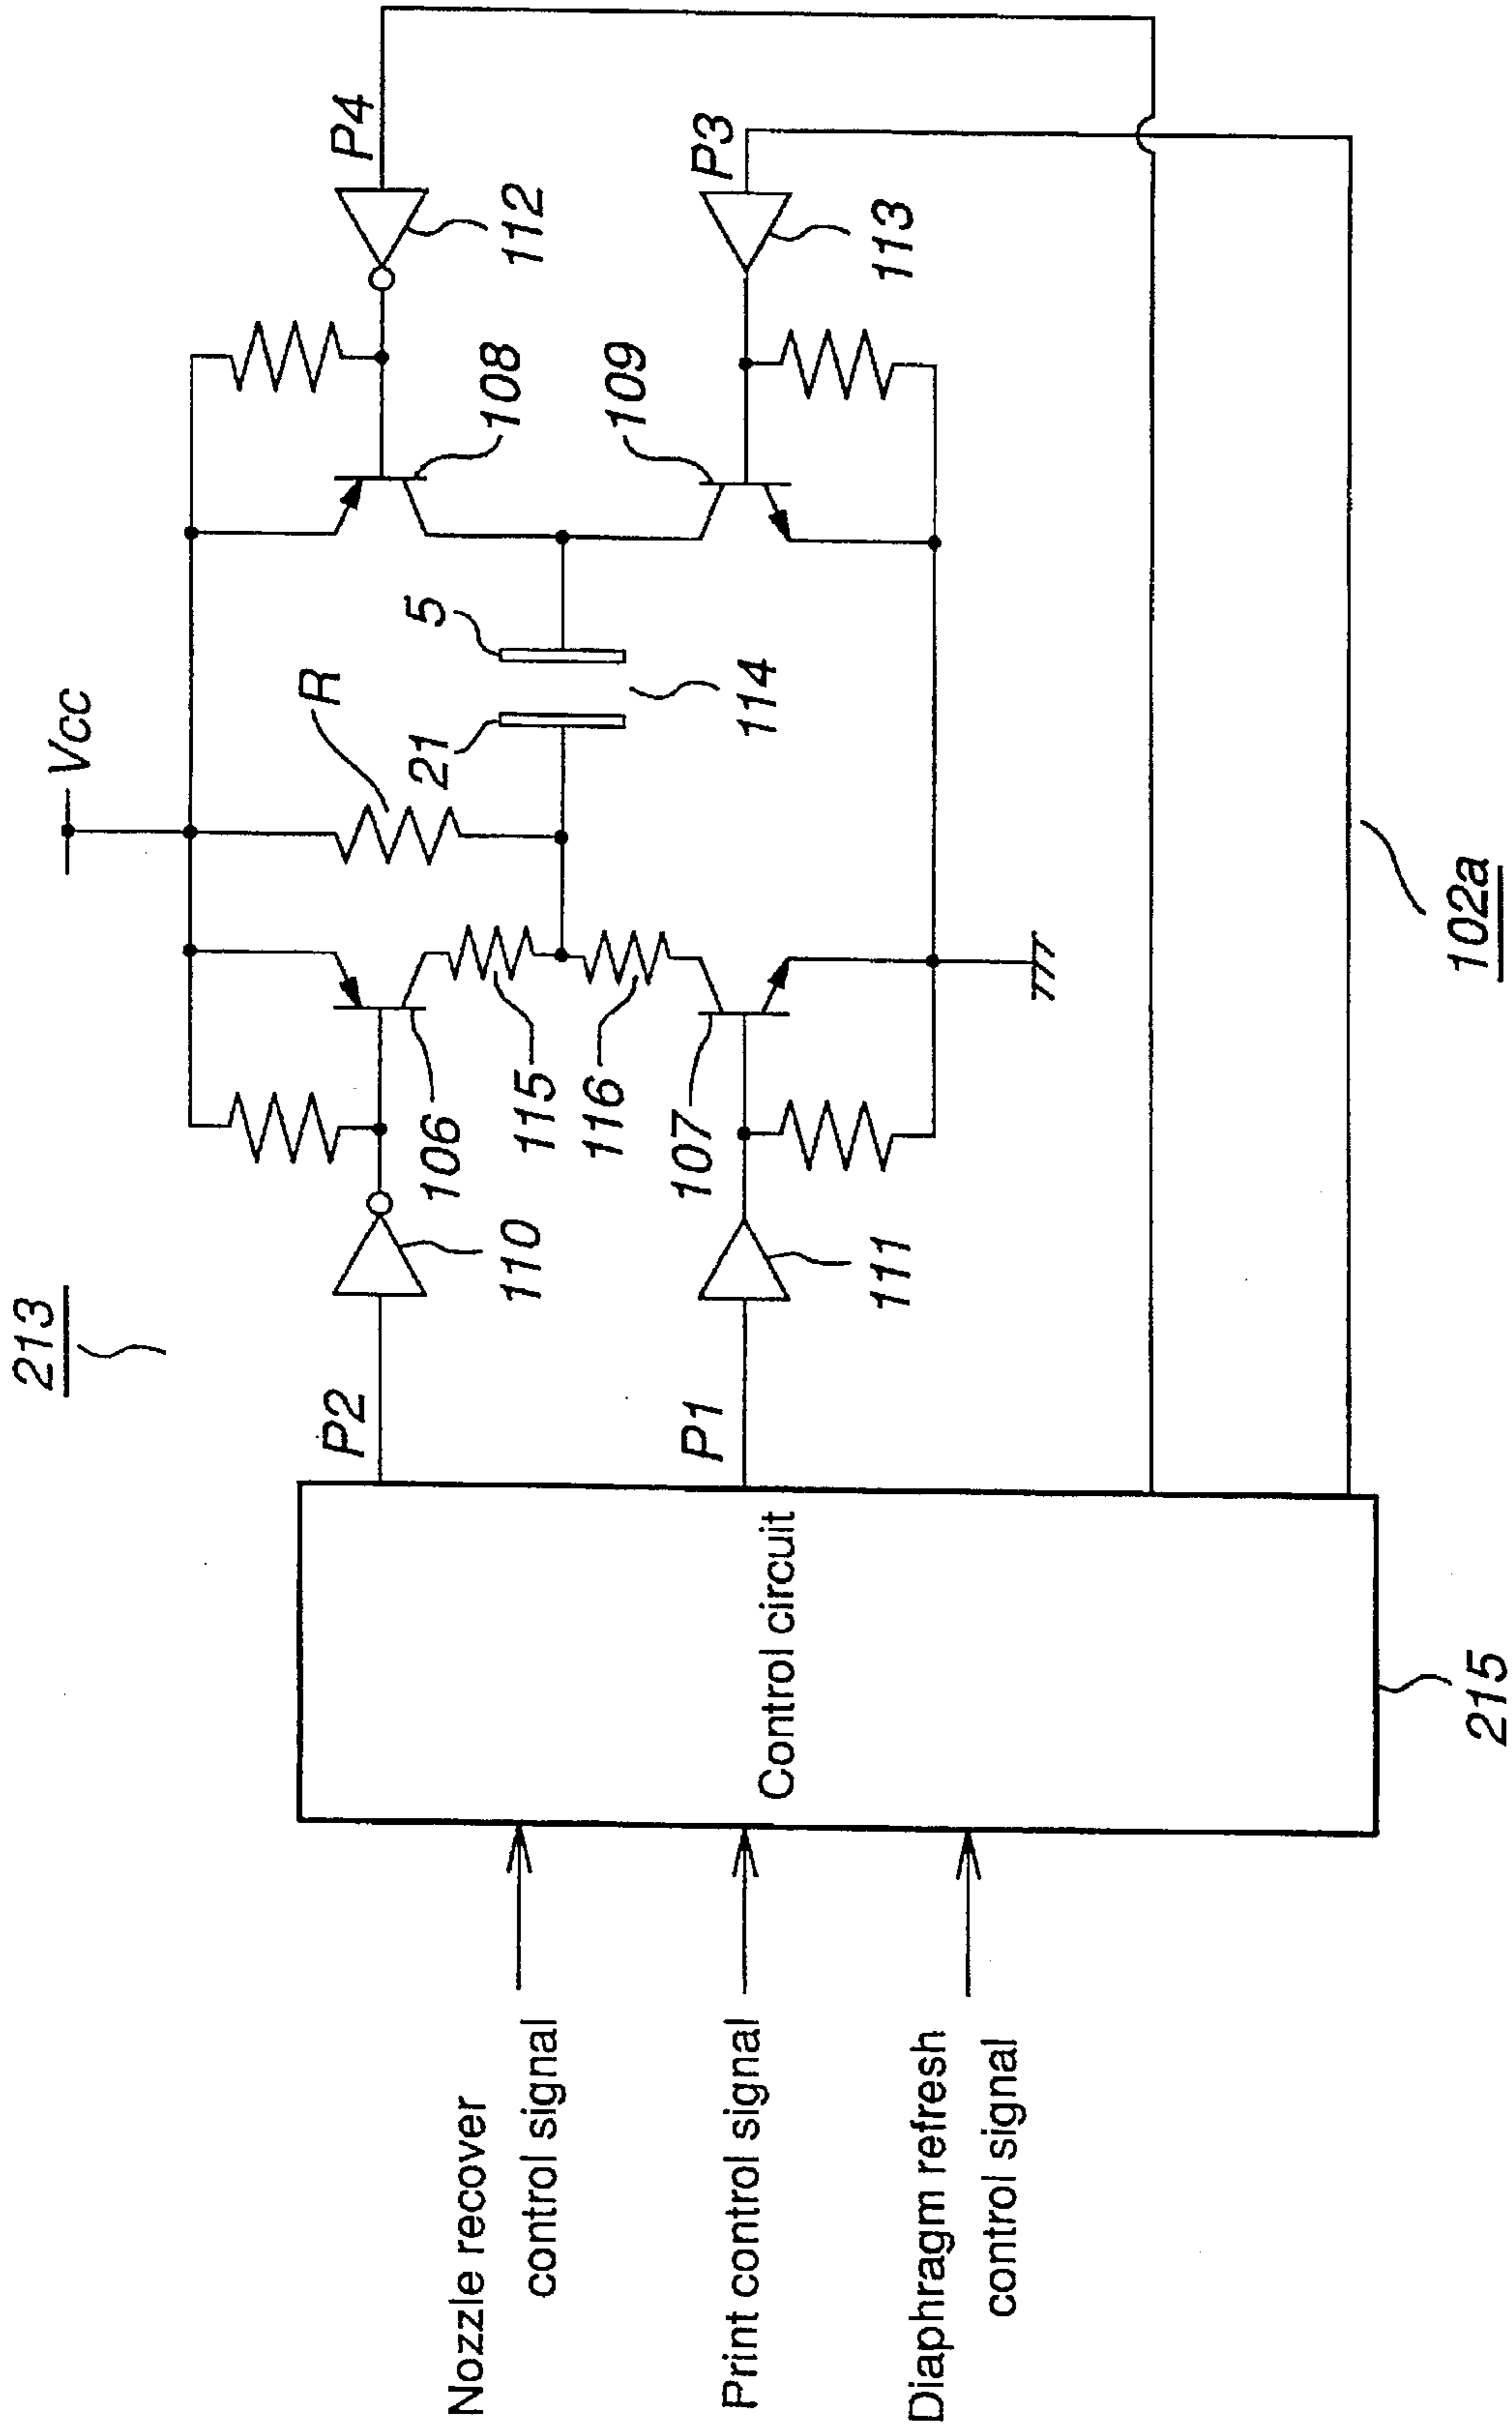 213
Vcc
P2
110
106
115
116
R
21
5
114
108
109
P4
112
P3
113
P1
111
107
Nozzle recover
control signal
Print control signal
Diaphragm refresh
control signal
Control circuit
215
102a